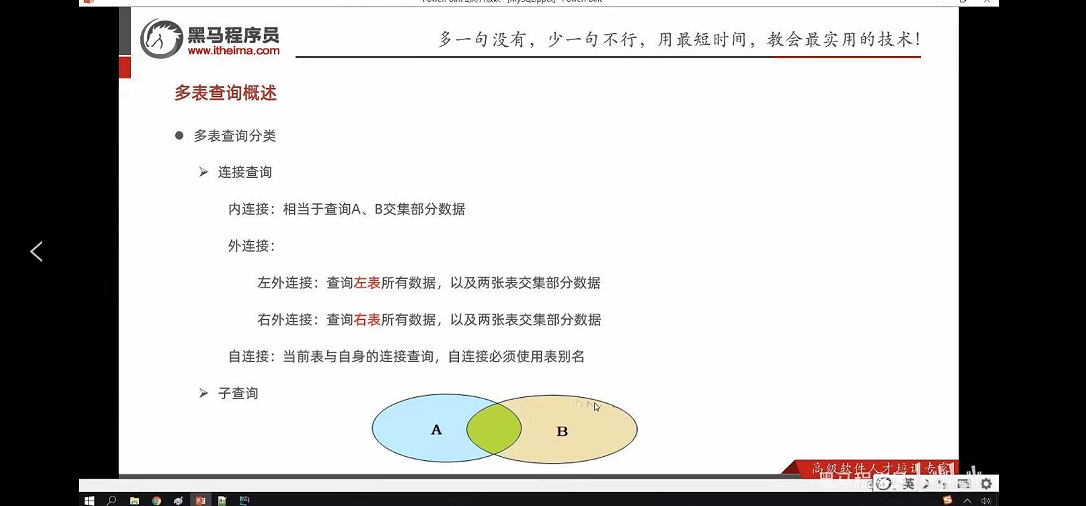 黑马程序员
www.itheima.com
多一句没有，少一句不行，用最短时间，教会最实用的技术！
多表查询概述
● 多表查询分类
➢ 连接查询
内连接：相当于查询A、B交集部分数据
外连接：
左外连接：查询左表所有数据，以及两张表交集部分数据
右外连接：查询右表所有数据，以及两张表交集部分数据
自连接：当前表与自身的连接查询，自连接必须使用表别名
➢ 子查询
A
B
高级软件人才培训专家
英